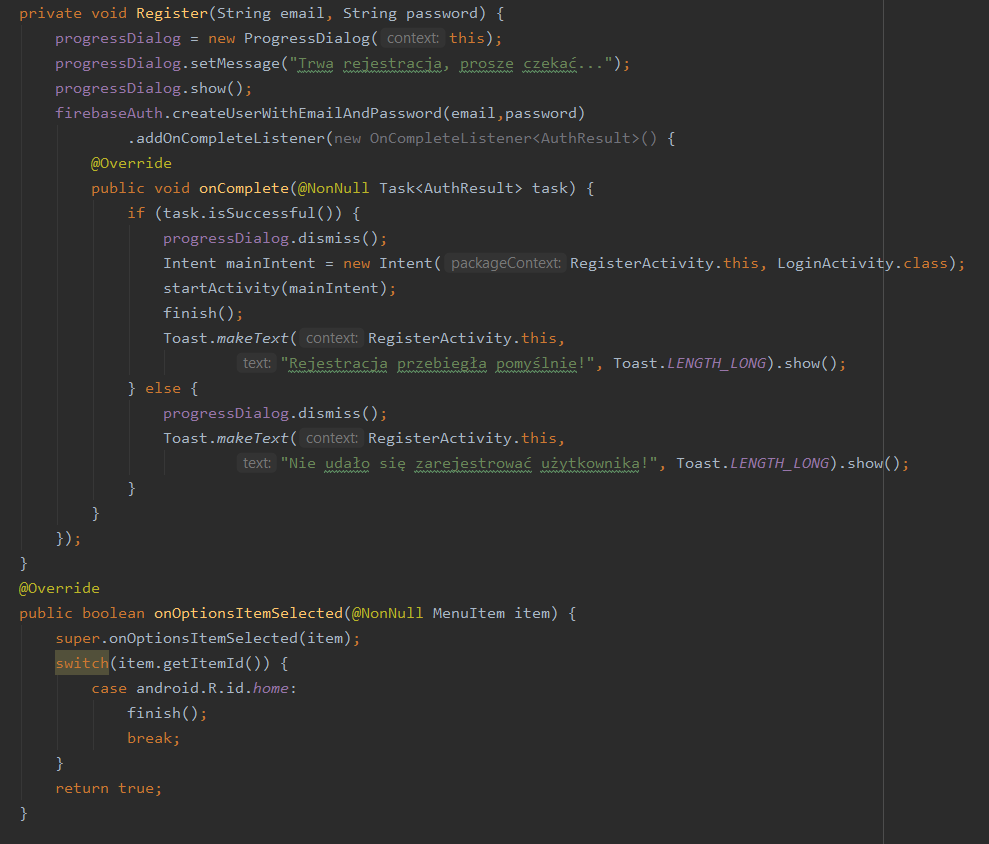 private void Register(String email, String password) {
progressDialog = new ProgressDialog( context: this);
progressDialog.setMessage("Trwa rejestracja, prosze czekać...");
progressDialog.show();
firebaseAuth.createUserWithEmailAndPassword(email,password)
.addOnCompleteListener(new OnCompleteListener<AuthResult>() {
@Override
public void onComplete(@NonNull Task<AuthResult> task) {
if (task.isSuccessful()) {
progressDialog.dismiss();
Intent mainIntent = new Intent( packageContext: RegisterActivity.this, LoginActivity.class);
startActivity(mainIntent);
finish();
Toast.makeText( context: RegisterActivity.this,
text: "Rejestracja przebiegła pomyślnie!", Toast.LENGTH_LONG).show();
} else {
progressDialog.dismiss();
Toast.makeText( context: RegisterActivity.this,
text: "Nie udało się zarejestrować użytkownika!", Toast.LENGTH_LONG).show();
}
}
});
}
@Override
public boolean onOptionsItemSelected(@NonNull MenuItem item) {
super.onOptionsItemSelected(item);
switch(item.getItemId()) {
case android.R.id.home:
finish();
break;
}
return true;
}